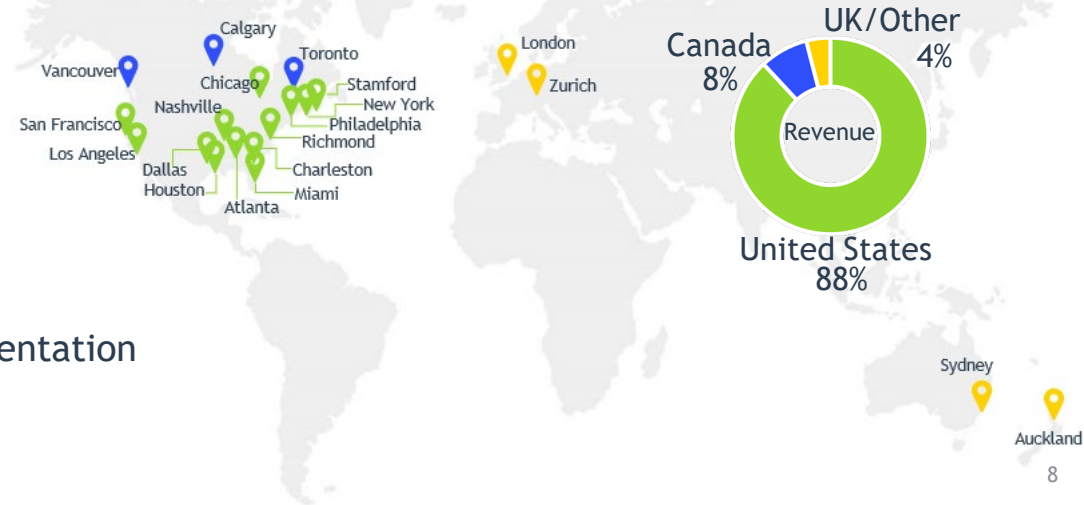 UK/Other
4%
Canada
8%
Revenue
United States
88%
Calgary
Vancouver
Toronto
Chicago
Stamford
New York
Philadelphia
Richmond
Nashville
San Francisco
Los Angeles
Dallas
Houston
Atlanta
Charleston
Miami
London
Zurich
entation
Sydney
Auckland
8